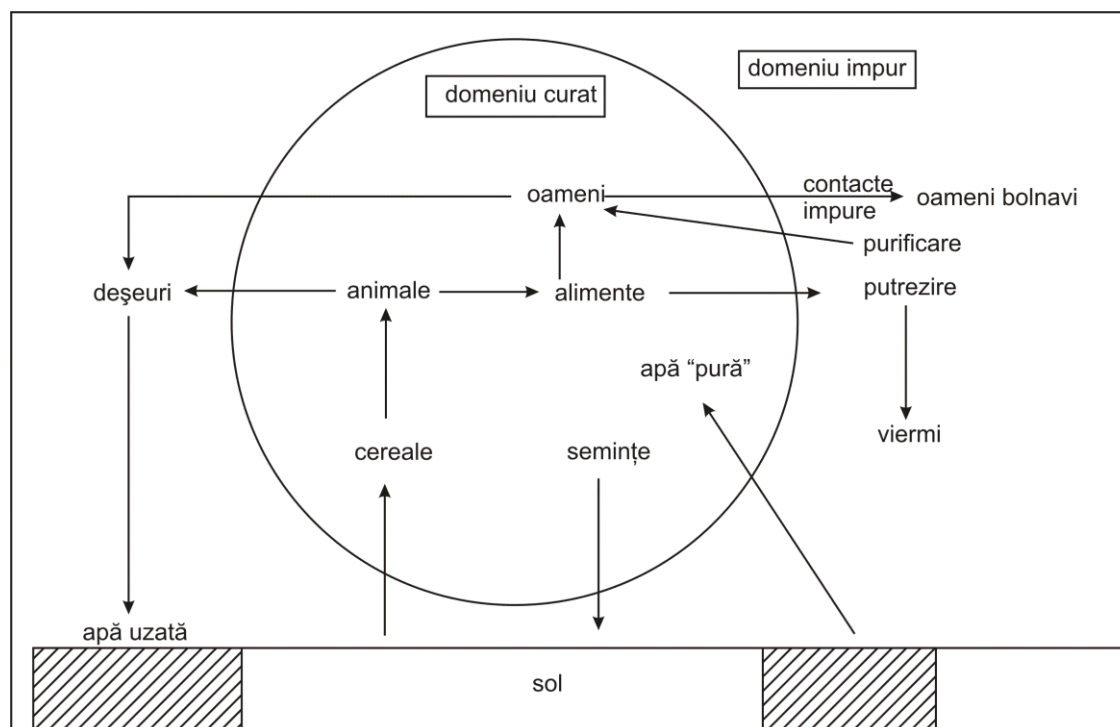 domeniu curat
domeniu impur
oameni
contacte
impure
oameni bolnavi
purificare
deşeuri
animale
alimente
putrezire
apă “pură”
cereale
seminţe
viermi
apă uzată
sol